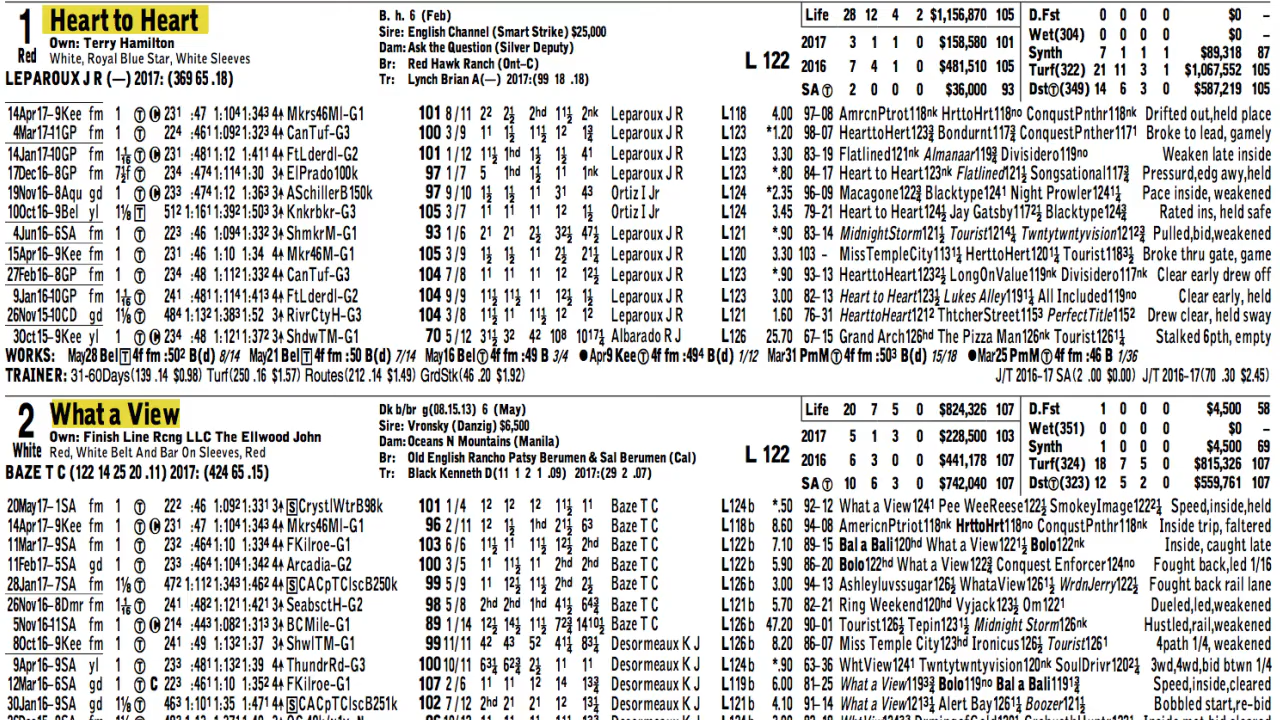 1 Heart to Heart
Red Own: Terry Hamilton
White, Royal Blue Star, White Sleeves
LEPAROUX J R (—) 2017: (369 65 .18)
B. h. 6 (Feb)
Sire: English Channel (Smart Strike) $25,000
Dam: Ask the Question (Silver Deputy)
Br: Red Hawk Ranch (Ont-C)
Tr: Lynch Brian A(—) 2017:(99 18 .18)
L 122
Life 28 12 4 2 $1,156,870 105
2017 3 1 1 0 $158,580 101
2016 7 4 1 0 $481,510 105
SAⓉ 2 0 0 0 $36,000 93
D.Fst 0 0 0 0 $0 –
Wet(304) 0 0 0 0 $0 –
Synth 7 1 1 1 $89,318 87
Turf(322) 21 11 3 1 $1,067,552 105
Dst Ⓣ(349) 14 6 3 0 $587,219 105
14Apr17–9Kee fm 1 Ⓣ Ⓒ 231 :47 1:104 1:343 4↑ Mkrs46Ml-G1 101 8/11 22 2½ 2hd 11½ 2nk Leparoux J R L118 4.00 97–08 AmrcnPtrot118nk HrttoHrt118no ConqustPnthr118nk Drifted out,held place
4Mar17–11GP fm 1 Ⓣ 224 :461 1:092 1:323 4↑ CanTuf-G3 100 3/9 11 1½ 11½ 12 1¾ Leparoux J R L123 *1.20 98–07 HearttoHert123¾ Bondurnt117¾ ConquestPnther1171 Broke to lead, gamely
14Jan17–10GP fm 1 1/16 Ⓣ Ⓒ 231 :481 1:12 1:411 4↑ FtLderdl-G2 101 1/12 11½ 1hd 1½ 1½ 41 Leparoux J R L123 3.30 83–19 Flatlined121nk Almanaar119¾ Divisidero119no Weaken late inside
17Dec16–8GP fm 7½f Ⓣ 234 :474 1:114 1:30 3↑ ElPrado100k 97 1/7 5 1hd 1½ 11 1nk Leparoux J R L123 *.80 84–17 Heart to Heart123nk Flatlined121½ Songsational117¾ Pressurd,edg awy,held
19Nov16–8Aqu gd 1 Ⓣ Ⓒ 233 :474 1:12 1:363 3↑ ASchillerB150k 97 9/10 1½ 1½ 11 31 43 Ortiz I Jr L124 *2.35 96–09 Macagone122¾ Blacktype1241 Night Prowler1241¼ Pace inside, weakened
10Oct16–9Bel yl 1⅛ T 512 1:161 1:392 1:503 3↑ Knkrbkr-G3 105 3/7 11 11 11 12 1½ Ortiz I Jr L124 3.45 79–21 Heart to Heart124½ Jay Gatsby1172½ Blacktype124¾ Rated ins, held safe
4Jun16–6SA fm 1 Ⓣ 223 :46 1:094 1:332 3↑ ShmkrM-G1 93 1/6 21 21 2½ 32½ 47½ Leparoux J R L121 *.90 83–14 MidnightStorm121½ Tourist1214¼ Twntytwntyvision1212¾ Pulled,bid,weakened
15Apr16–9Kee fm 1 Ⓣ 231 :46 1:10 1:34 4↑ Mkr46M-G1 105 3/9 1½ 1½ 11 2½ 21¼ Leparoux J R L120 3.30 103 – MissTempleCity1131¼ HerttoHert1201¼ Tourist1183½ Broke thru gate, game
27Feb16–8GP fm 1 Ⓣ 234 :48 1:112 1:332 4↑ CanTuf-G3 104 7/8 11 11 11 12 12½ Leparoux J R L123 *.90 93–13 HearttoHeart1232½ LongOnValue119nk Divisidero117nk Clear early drew off
9Jan16–10GP fm 1 1/16 Ⓣ 241 :481 1:114 1:413 4↑ FtLderdl-G2 104 9/9 11½ 11½ 11 12½ 1½ Leparoux J R L123 3.00 82–13 Heart to Heart123½ Lukes Alley1191¼ All Included119no Clear early, held
26Nov15–10CD gd 1⅛ Ⓣ 484 1:132 1:383 1:52 3↑ RivrCtyH-G3 104 3/8 11½ 11 11 12 12 Leparoux J R L121 1.60 76–31 HearttoHeart1212 ThtcherStreet1153 PerfectTitle1152 Drew clear, held sway
3Oct15–9Kee yl 1 Ⓣ Ⓒ 234 :48 1:121 1:372 3↑ ShdwTM-G1 70 5/12 31½ 32 42 108 1017¼ Albarado R J L126 25.70 67–15 Grand Arch126hd The Pizza Man126nk Tourist1261¼ Stalked 6pth, empty
WORKS: May28 Bel T 4f fm :502 B(d) 8/14 May21 Bel T 4f fm :50 B(d) 7/14 May16 Bel Ⓣ 4f fm :49 B 3/4 ●Apr9 Kee Ⓣ 4f fm :494 B(d) 1/12 Mar31 PmM Ⓣ 4f fm :503 B(d) 15/18 ●Mar25 PmM Ⓣ 4f fm :46 B 1/36
TRAINER: 31-60Days(139 .14 $0.98) Turf(250 .16 $1.57) Routes(212 .14 $1.49) GrdStk(46 .20 $1.92) J/T 2016-17 SA(2 .00 $0.00) J/T 2016-17(70 .30 $2.45)
2 What a View
White Own: Finish Line Rcng LLC The Ellwood John
Red, White Belt And Bar On Sleeves, Red
BAZE T C (122 14 25 20 .11) 2017: (424 65 .15)
Dk b/br g(08.15.13) 6 (May)
Sire: Vronsky (Danzig) $6,500
Dam: Oceans N Mountains (Manila)
Br: Old English Rancho Patsy Berumen & Sal Berumen (Cal)
Tr: Black Kenneth D(11 1 2 1 .09) 2017:(29 2 .07)
L 122
Life 20 7 5 0 $824,326 107
2017 5 1 3 0 $228,500 103
2016 6 3 0 0 $441,178 107
SAⓉ 10 6 3 0 $742,040 107
D.Fst 1 0 0 0 $4,500 58
Wet(351) 0 0 0 0 $0 –
Synth 1 0 0 0 $4,500 69
Turf(324) 18 7 5 0 $815,326 107
Dst Ⓣ(323) 12 5 2 0 $559,761 107
20May17–1SA fm 1 Ⓣ 222 :46 1:092 1:331 3↑ S CrystlWtrB98k 101 1/4 12 12 12 11½ 11 Baze T C L124 b *.50 92–12 What a View1241 Pee WeeReese1222½ SmokeyImage1222¼ Speed,inside,held
14Apr17–9Kee fm 1 Ⓣ Ⓒ 231 :47 1:104 1:343 4↑ Mkrs46Ml-G1 96 2/11 12 1½ 1hd 2½ 63 Baze T C L118 b 8.60 94–08 AmericnPtriot118nk HrttoHrt118no ConqustPnthr118nk Inside trip, faltered
11Mar17–9SA fm 1 Ⓣ 232 :464 1:10 1:334 4↑ FKilroe-G1 103 6/6 11½ 11 11½ 12½ 2hd Baze T C L122 b 7.10 89–15 Bal a Bali120hd What a View1221½ Bolo122nk Inside, caught late
11Feb17–5SA fm 1 Ⓣ 233 :464 1:104 1:342 4↑ Arcadia-G2 100 3/5 11 11½ 11 2hd 2hd Baze T C L122 b 5.90 86–20 Bolo122hd What a View122¾ Conquest Enforcer124no Fought back,led 1/16
28Jan17–7SA fm 1⅛ Ⓣ 472 1:112 1:343 1:462 4↑ S CACpTClscB250k 99 5/9 11 12½ 11½ 2hd 2½ Baze T C L126 b 3.00 94–13 Ashleyluvssugar126½ WhataView1261½ WrdnJerry122½ Fought back rail lane
26Nov16–8Dmr fm 1 1/16 Ⓣ 241 :482 1:121 1:421 3↑ SeabsctH-G2 98 5/8 2hd 2hd 1hd 41½ 64¾ Baze T C L121 b 5.70 82–21 Ring Weekend120hd Vyjack123½ Om1221 Dueled,led,weakened
5Nov16–11SA fm 1 Ⓣ Ⓒ 214 :443 1:082 1:313 3↑ BCMile-G1 89 1/14 12½ 14½ 11½ 72¾ 1410½ Baze T C L126 b 47.20 90–01 Tourist126½ Tepin1231½ Midnight Storm126nk Hustled,rail,weakened
8Oct16–9Kee fm 1 Ⓣ 241 :49 1:132 1:37 3↑ ShwlTM-G1 99 11/11 42 43 52 41¼ 83¼ Desormeaux K J L126 b 8.20 86–07 Miss Temple City123hd Ironicus126½ Tourist1261 4path 1/4, weakened
9Apr16–9SA yl 1 Ⓣ 233 :481 1:132 1:39 4↑ ThundrRd-G3 100 10/11 63¼ 62¾ 2½ 11 11 Desormeaux K J L124 b *.90 63–36 WhtView1241 Twntytwntyvision120nk SoulDrivr1202¼ 3wd,4wd,bid btwn 1/4
12Mar16–6SA gd 1 Ⓣ C 223 :461 1:10 1:352 4↑ FKilroe-G1 107 2/6 11 11 12 14 13¾ Desormeaux K J L119 b 6.00 81–25 What a View1193¾ Bolo119no Bal a Bali1191¾ Speed,inside,cleared
30Jan16–9SA gd 1⅛ Ⓣ 463 1:101 1:35 1:471 4↑ S CACpTClscB251k 102 7/12 2hd 21 21 12 13¼ Desormeaux K J L121 b 4.10 91–14 What a View1213¼ Alert Bay1261 Boozer121½ Bobbled start,re-bid